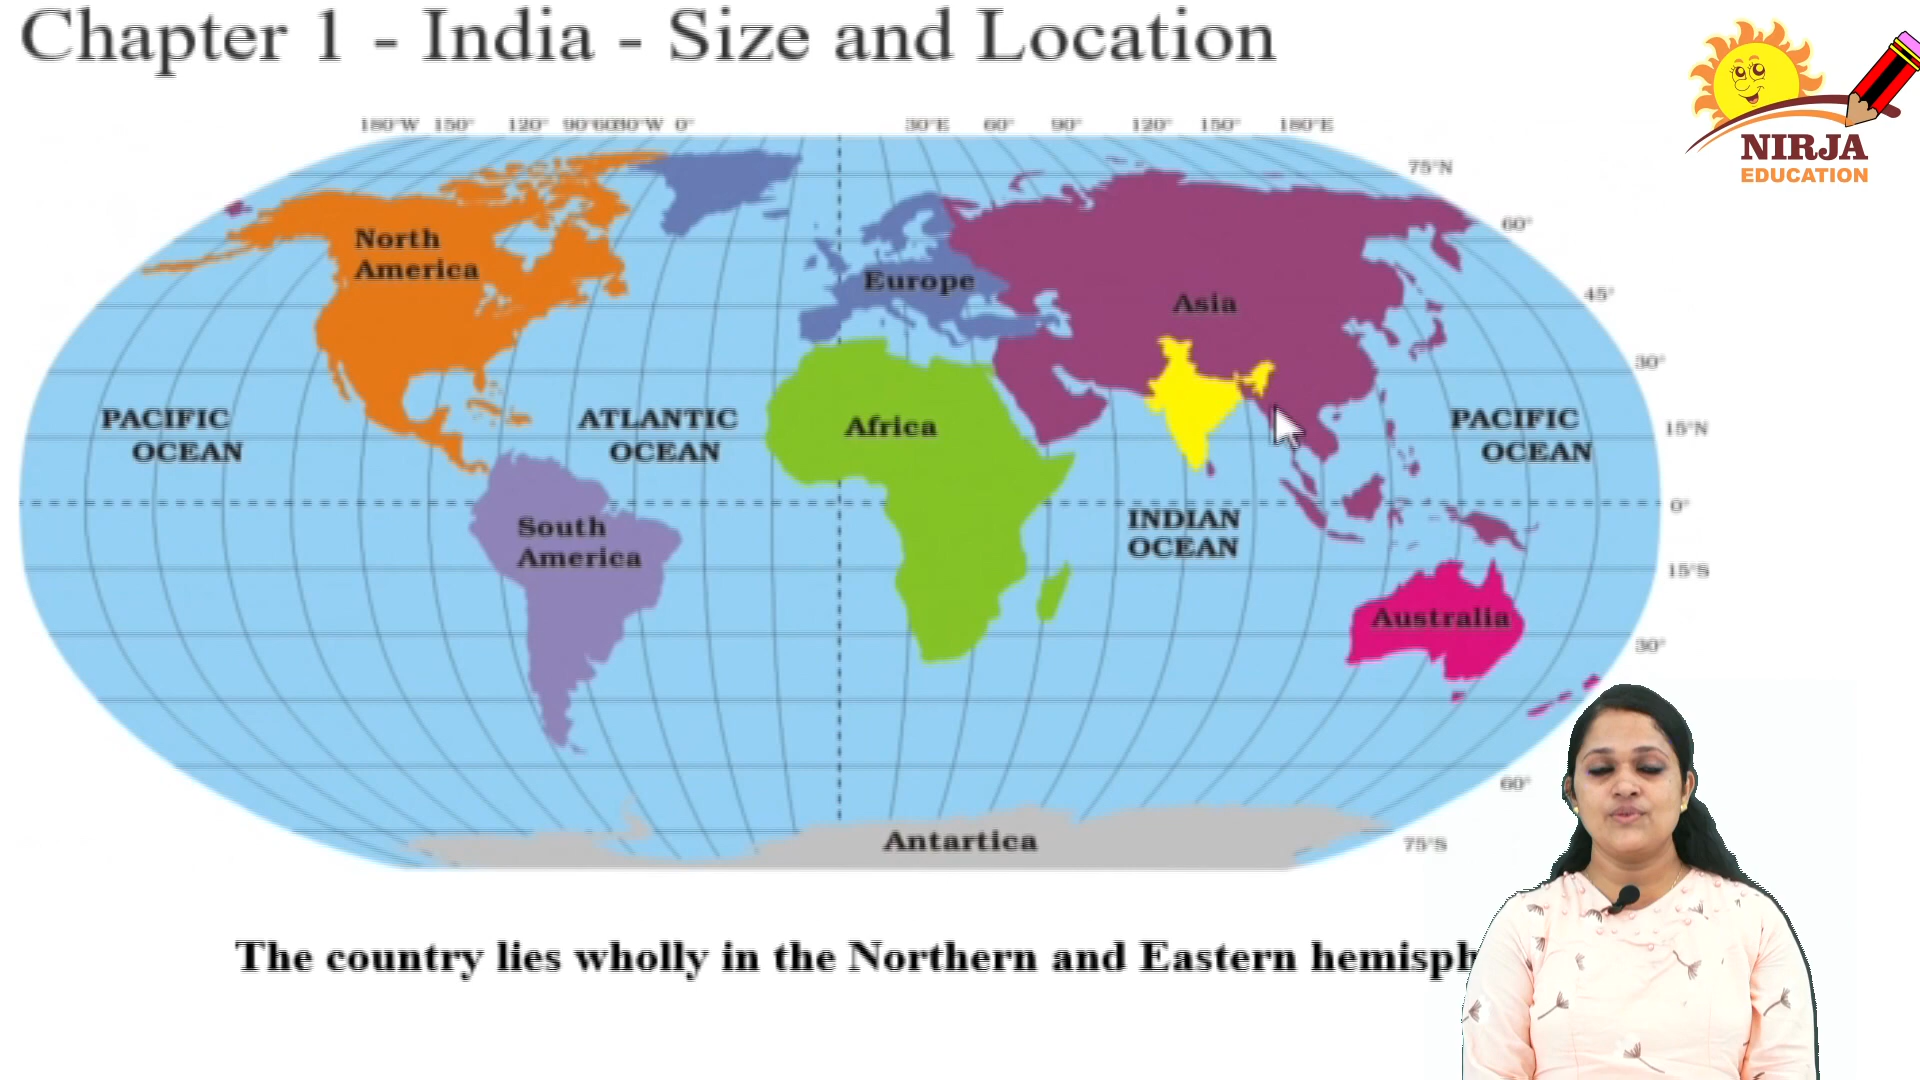 Chapter 1 - India - Size and Location
NIRJA
EDUCATION
180°W 150° 120° 90° 60° 30°W 0° 30°E 60° 90° 120° 150° 180°E
75°N
60°
45°
30°
15°N
0°
15°S
30°
60°
75°S
North
America
Europe
Asia
PACIFIC
OCEAN
ATLANTIC
OCEAN
Africa
PACIFIC
OCEAN
South
America
INDIAN
OCEAN
Australia
Antartica
The country lies wholly in the Northern and Eastern